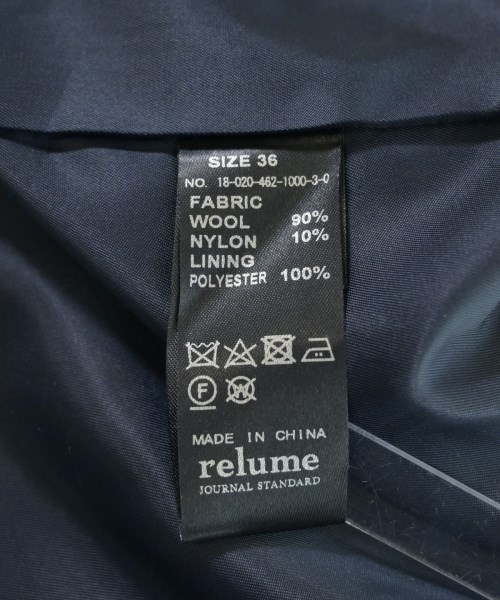 SIZE 36
NO. 18-020-462-1000-3-0
FABRIC
WOOL 90%
NYLON 10%
LINING
POLYESTER 100%
F W
MADE IN CHINA
relume
JOURNAL STANDARD